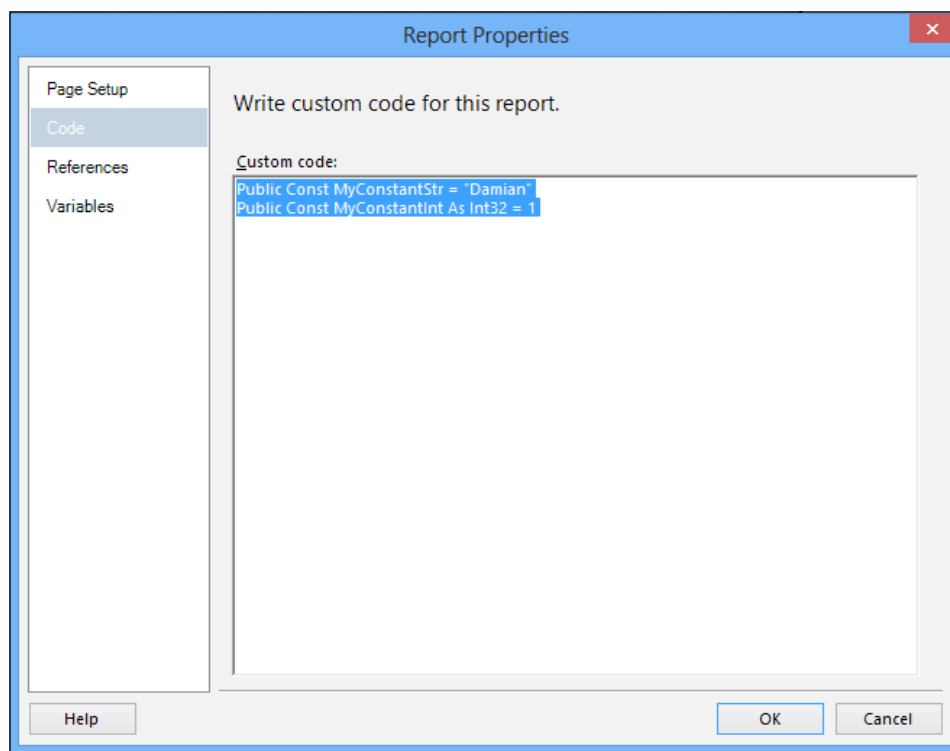 Report Properties
Page Setup
Code
References
Variables
Write custom code for this report.
Custom code:
Public Const MyConstantStr = "Damian"
Public Const MyConstantInt As Int32 = 1
Help
OK
Cancel